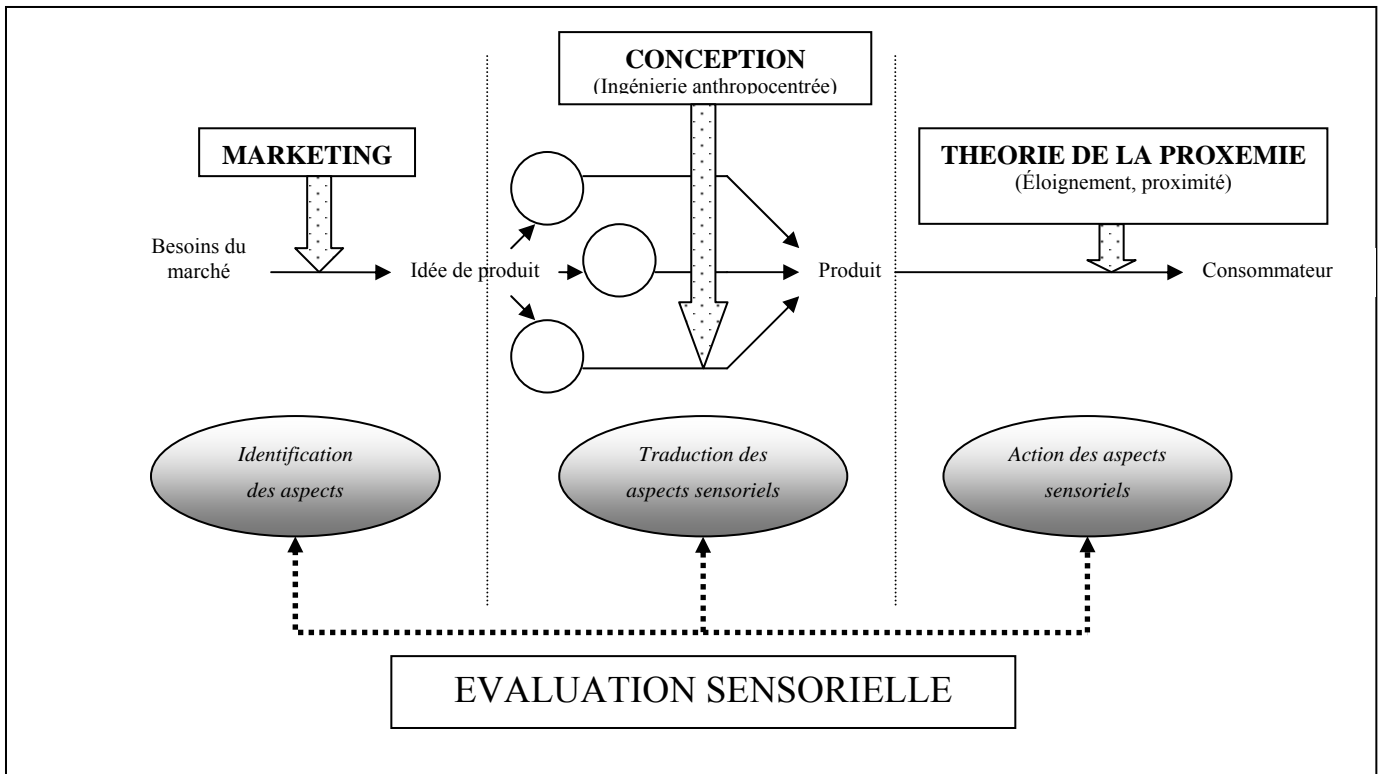 CONCEPTION
(Ingénierie anthropocentrée)
MARKETING
THEORIE DE LA PROXEMIE
(Éloignement, proximité)
Besoins du
marché
Idée de produit
Produit
Consommateur
Identification
des aspects
Traduction des
aspects sensoriels
Action des aspects
sensoriels
EVALUATION SENSORIELLE